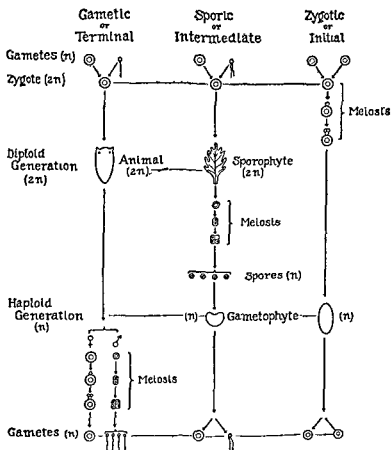 Gametic
or
Terminal
Sporic
or
Intermediate
Zygotic
or
Initial
Gametes (n)
Zygote (2n)
Meiosis
Diploid
Generation
(2n)
Animal
(2n)
Sporophyte
(2n)
Meiosis
Spores (n)
Haploid
Generation
(n)
(n)
Gametophyte
(n)
♀
♂
Meiosis
Gametes (n)